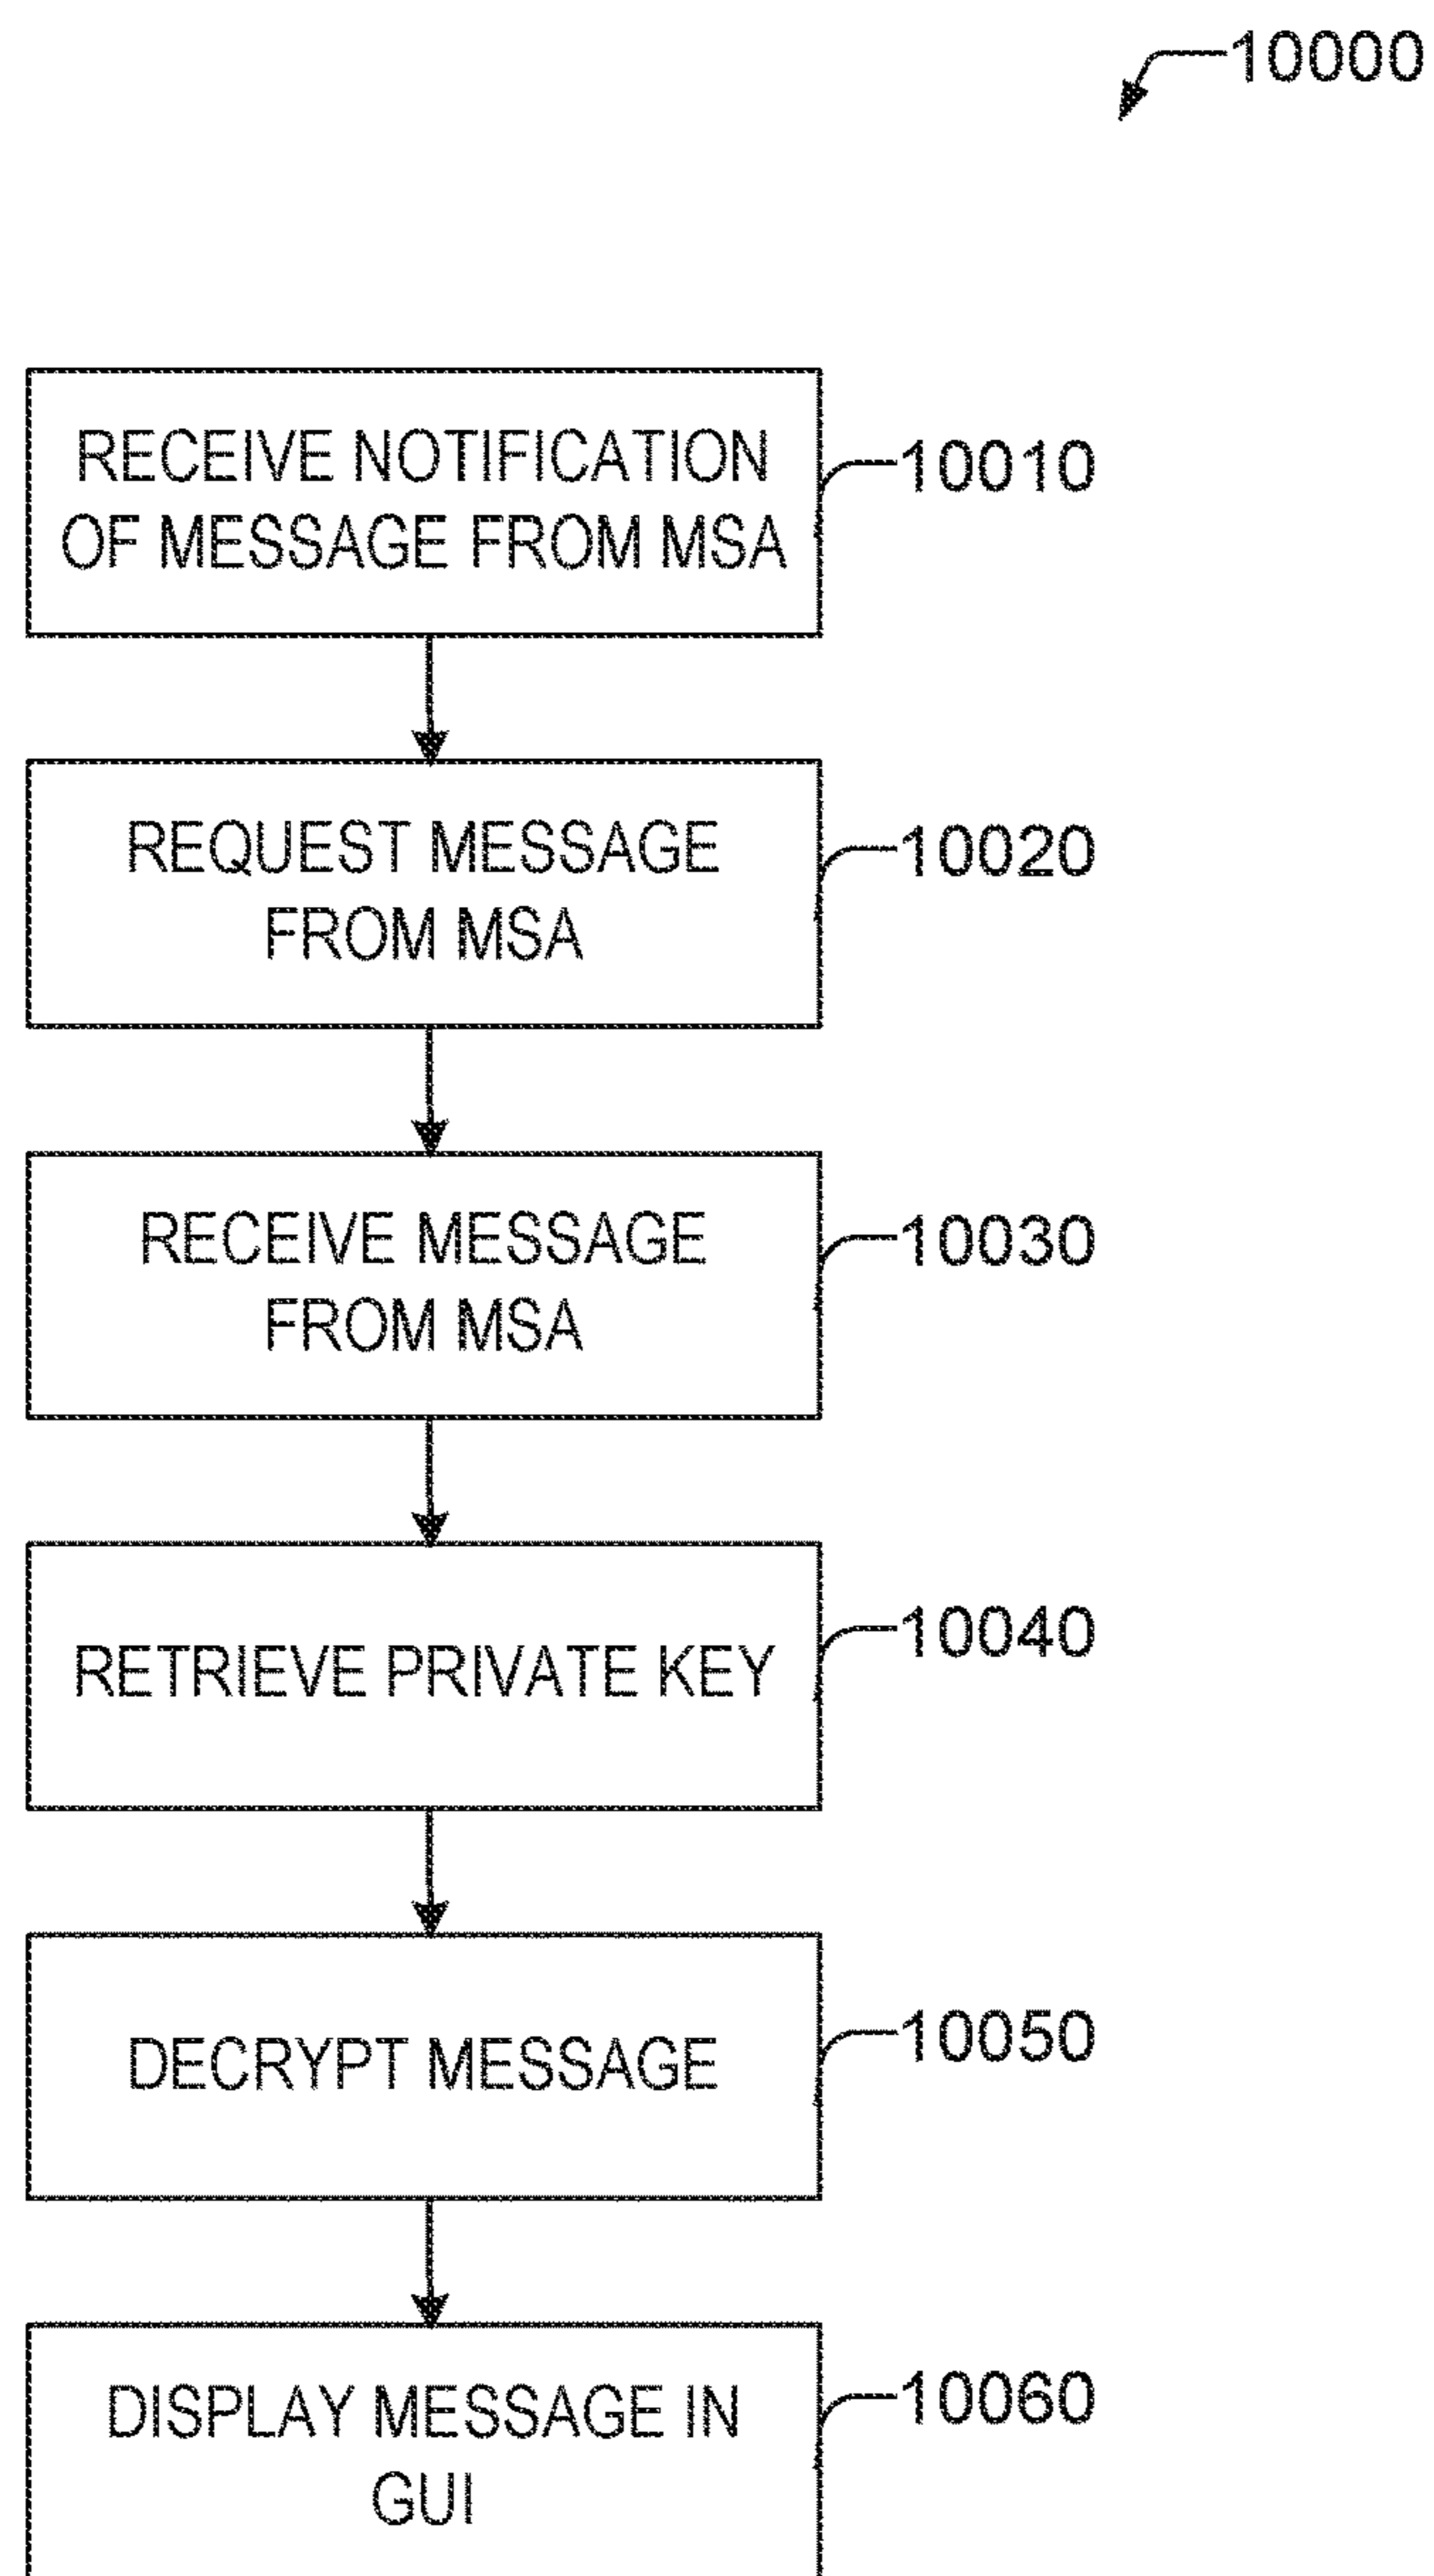 10000
RECEIVE NOTIFICATION
OF MESSAGE FROM MSA
10010
REQUEST MESSAGE
FROM MSA
10020
RECEIVE MESSAGE
FROM MSA
10030
RETRIEVE PRIVATE KEY
10040
DECRYPT MESSAGE
10050
DISPLAY MESSAGE IN
GUI
10060